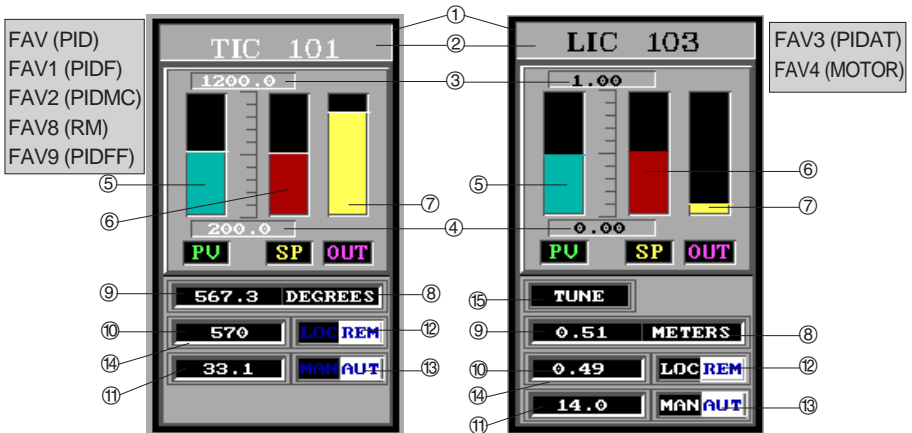 FAV (PID)
FAV1 (PIDF)
FAV2 (PIDMC)
FAV8 (RM)
FAV9 (PIDFF)
①
②
③
④
⑤
⑥
⑦
TIC 101
1200.0
200.0
PV SP OUT
⑨ 567.3 DEGREES ⑧
⑩ 570 LOC REM ⑫
⑭
⑪ 33.1 MAN AUT ⑬
LIC 103
1.00
⑤
⑥
⑦
0.00
PV SP OUT
⑮ TUNE
⑨ 0.51 METERS ⑧
⑩ 0.49 LOC REM ⑫
⑭
⑪ 14.0 MAN AUT ⑬
FAV3 (PIDAT)
FAV4 (MOTOR)